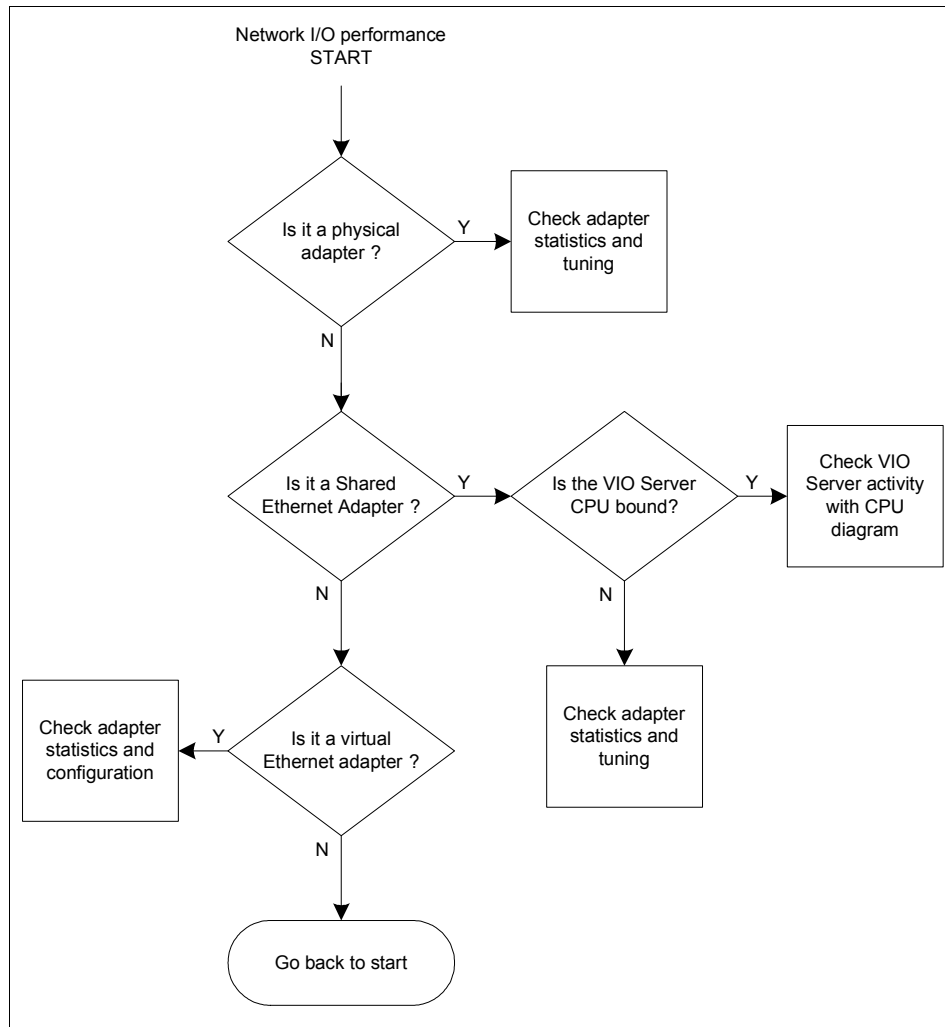 Network I/O performance
START
Is it a physical
adapter ?
Y
Check adapter
statistics and
tuning
N
Is it a Shared
Ethernet Adapter ?
Y
Is the VIO Server
CPU bound?
Y
Check VIO
Server activity
with CPU
diagram
N
N
Check adapter
statistics and
configuration
Y
Is it a virtual
Ethernet adapter ?
Check adapter
statistics and
tuning
N
Go back to start